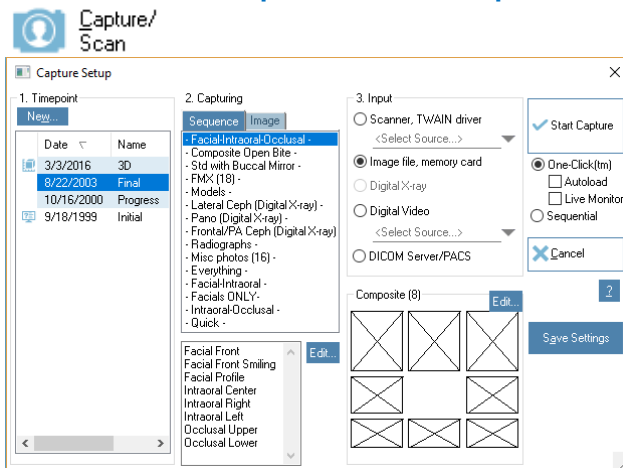 Capture/
Scan
Capture Setup
1. Timepoint
New...
Date Name
3/3/2016 3D
8/22/2003 Final
10/16/2000 Progress
9/18/1999 Initial
2. Capturing
Sequence Image
- Facial-Intraoral-Occlusal -
- Composite Open Bite -
- Std with Buccal Mirror -
- FMX (18) -
- Models -
- Lateral Ceph (Digital X-ray) -
- Pano (Digital X-ray) -
- Frontal/PA Ceph (Digital X-ray)
- Radiographs -
- Misc photos (16) -
- Everything -
- Facial-Intraoral -
- Facials ONLY-
- Intraoral-Occlusal -
- Quick -
Facial Front
Facial Front Smiling
Facial Profile
Intraoral Center
Intraoral Right
Intraoral Left
Occlusal Upper
Occlusal Lower
Edit...
3. Input
Scanner, TWAIN driver
<Select Source...>
Image file, memory card
Digital X-ray
Digital Video
<Select Source...>
DICOM Server/PACS
Composite (8)
Edit...
Start Capture
One-Click(tm)
Autoload
Live Monitor
Sequential
Cancel
?
Save Settings